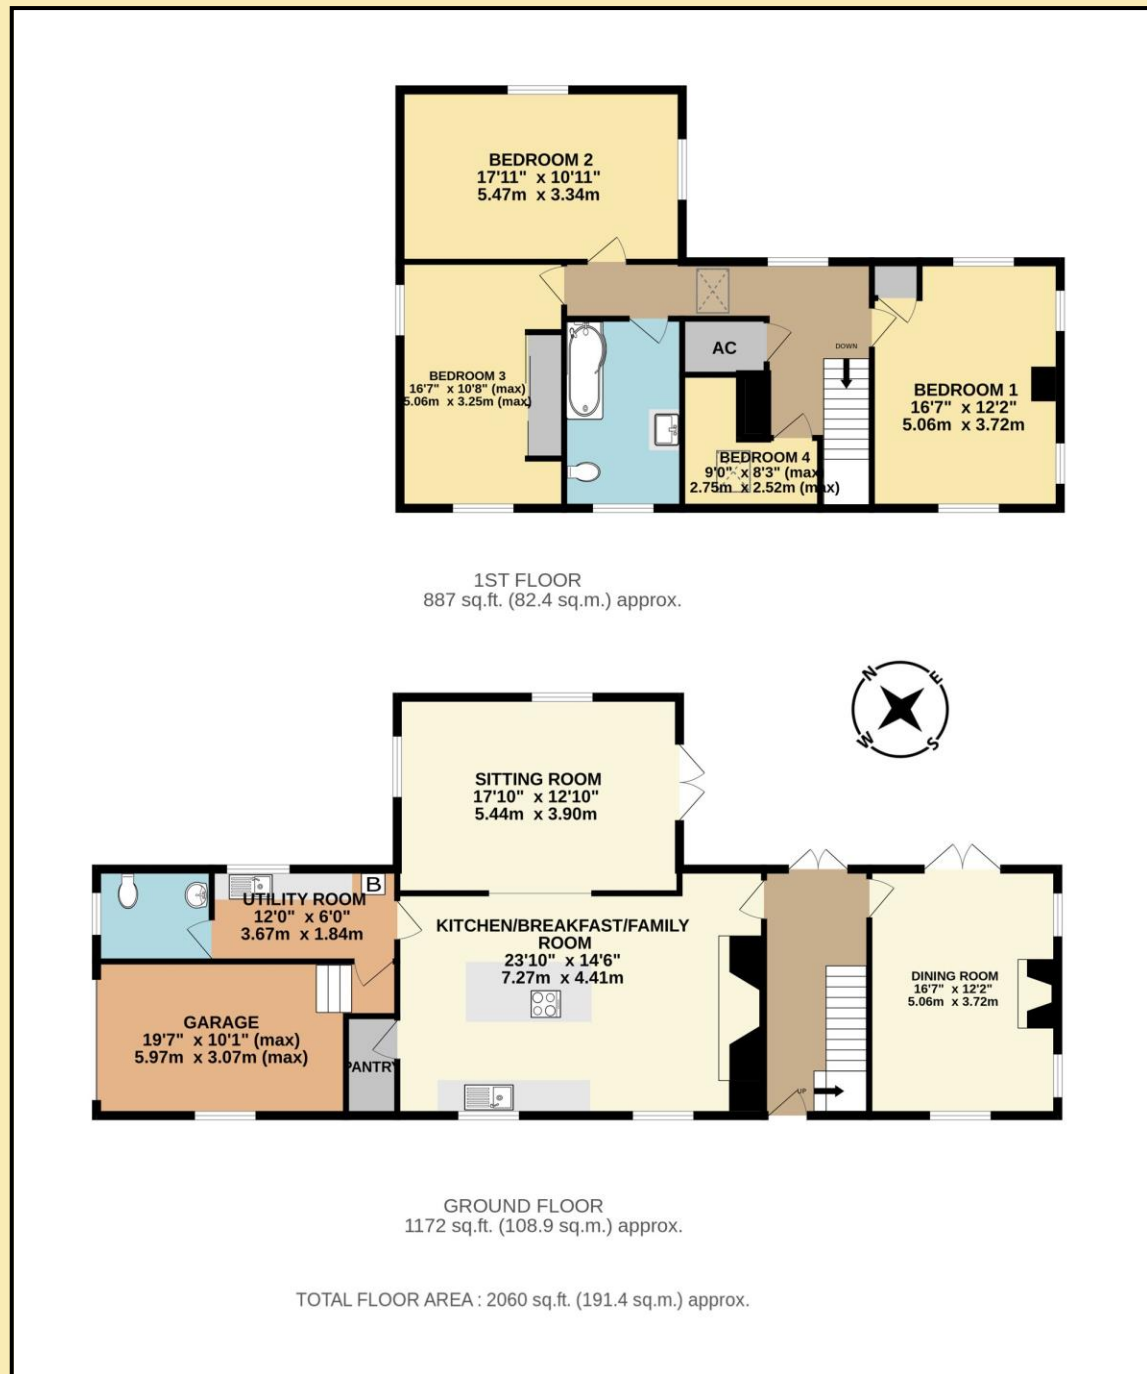 BEDROOM 2
17'11" x 10'11"
5.47m x 3.34m
BEDROOM 3
16'7" x 10'8" (max)
5.06m x 3.25m (max)
AC
DOWN
BEDROOM 1
16'7" x 12'2"
5.06m x 3.72m
BEDROOM 4
9'0" x 8'3" (max)
2.75m x 2.52m (max)
1ST FLOOR
887 sq.ft. (82.4 sq.m.) approx.
N
E
W
S
SITTING ROOM
17'10" x 12'10"
5.44m x 3.90m
B
UTILITY ROOM
12'0" x 6'0"
3.67m x 1.84m
KITCHEN/BREAKFAST/FAMILY
ROOM
23'10" x 14'6"
7.27m x 4.41m
DINING ROOM
16'7" x 12'2"
5.06m x 3.72m
GARAGE
19'7" x 10'1" (max)
5.97m x 3.07m (max)
PANTRY
UP
GROUND FLOOR
1172 sq.ft. (108.9 sq.m.) approx.
TOTAL FLOOR AREA : 2060 sq.ft. (191.4 sq.m.) approx.